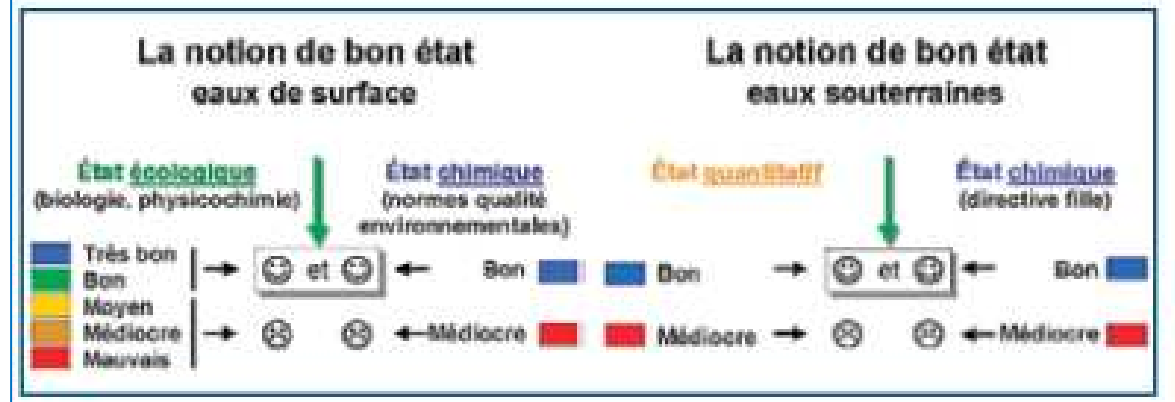 La notion de bon état
eaux de surface
État écologique
(biologie, physicochimie)
État chimique
(normes qualité
environnementales)
Très bon
Bon
Moyen
Médiocre
Mauvais
et
Bon
Médiocre
La notion de bon état
eaux souterraines
État quantitatif
État chimique
(directive fille)
Bon
Médiocre
et
Bon
Médiocre